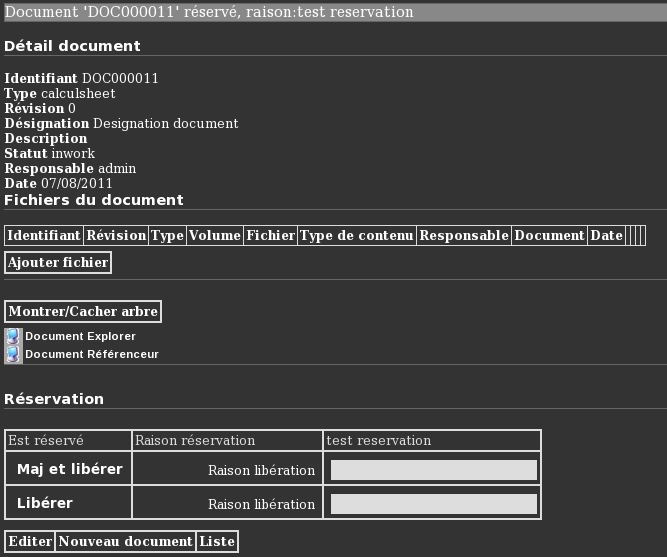 Document 'DOC000011' réservé, raison:test reservation
Détail document
Identifiant DOC000011
Type calculsheet
Révision 0
Désignation Designation document
Description
Statut inwork
Responsable admin
Date 07/08/2011
Fichiers du document
Identifiant Révision Type Volume Fichier Type de contenu Responsable Document Date
Ajouter fichier
Montrer/Cacher arbre
Document Explorer
Document Référenceur
Réservation
Est réservé Raison réservation test reservation
Maj et libérer Raison libération
Libérer Raison libération
Editer Nouveau document Liste